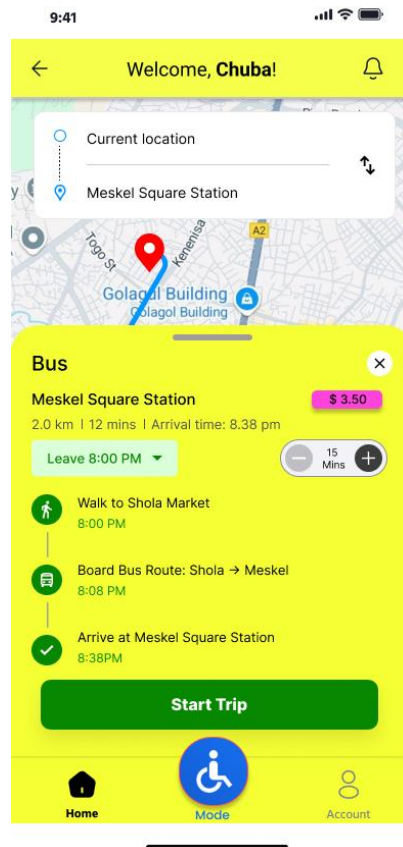 9:41
Welcome, Chuba!
Current location
Meskel Square Station
A2
Togo St
Kenenisa
Golagul Building
Golagol Building
Bus
Meskel Square Station
$ 3.50
2.0 km | 12 mins | Arrival time: 8.38 pm
Leave 8:00 PM
15
Mins
Walk to Shola Market
8:00 PM
Board Bus Route: Shola → Meskel
8:08 PM
Arrive at Meskel Square Station
8:38PM
Start Trip
Home
Mode
Account